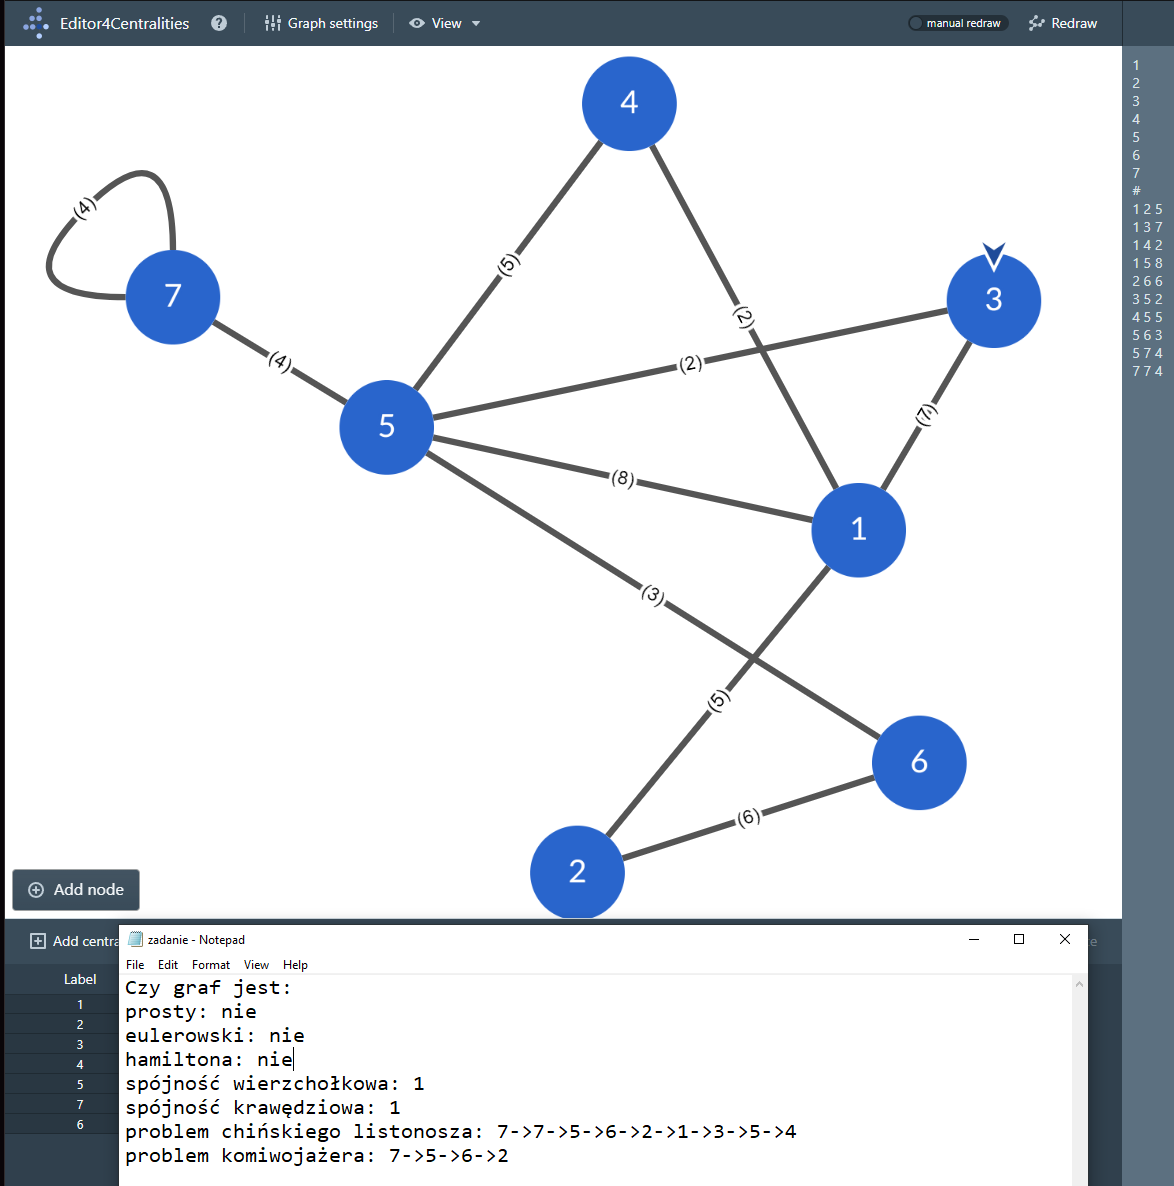 Editor4Centralities ? Graph settings View manual redraw Redraw
1
2
3
4
5
6
7
#
1 2 5
1 3 7
1 4 2
1 5 8
2 6 6
3 5 2
4 5 5
5 6 3
5 7 4
7 7 4
4
(4)
(5)
7
3
(2)
(4)
(2)
(7)
5
(8)
1
(3)
(5)
6
(6)
2
Add node
Add centra
Label
1
2
3
4
5
7
6
zadanie - Notepad
File Edit Format View Help
Czy graf jest:
prosty: nie
eulerowski: nie
hamiltona: nie
spójność wierzchołkowa: 1
spójność krawędziowa: 1
problem chińskiego listonosza: 7->7->5->6->2->1->3->5->4
problem komiwojażera: 7->5->6->2